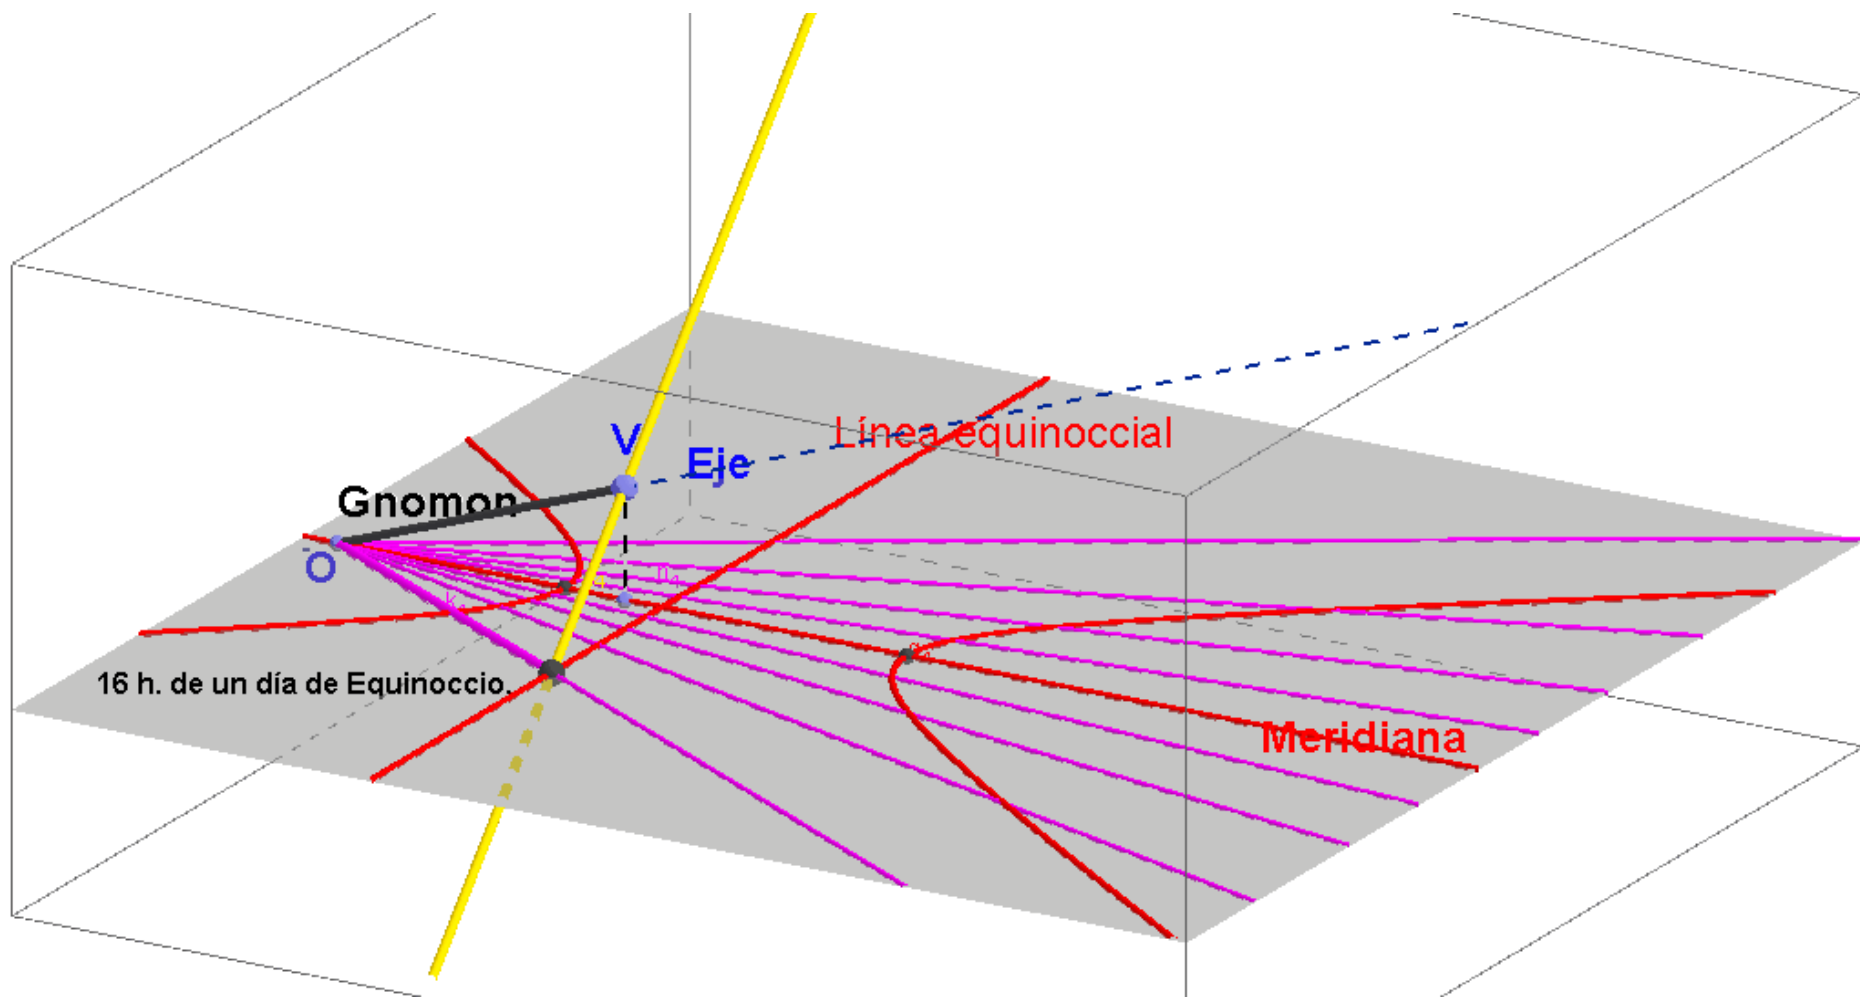 Línea equinoccial
V
Eje
Gnomon
O
16 h. de un día de Equinoccio.
Meridiana